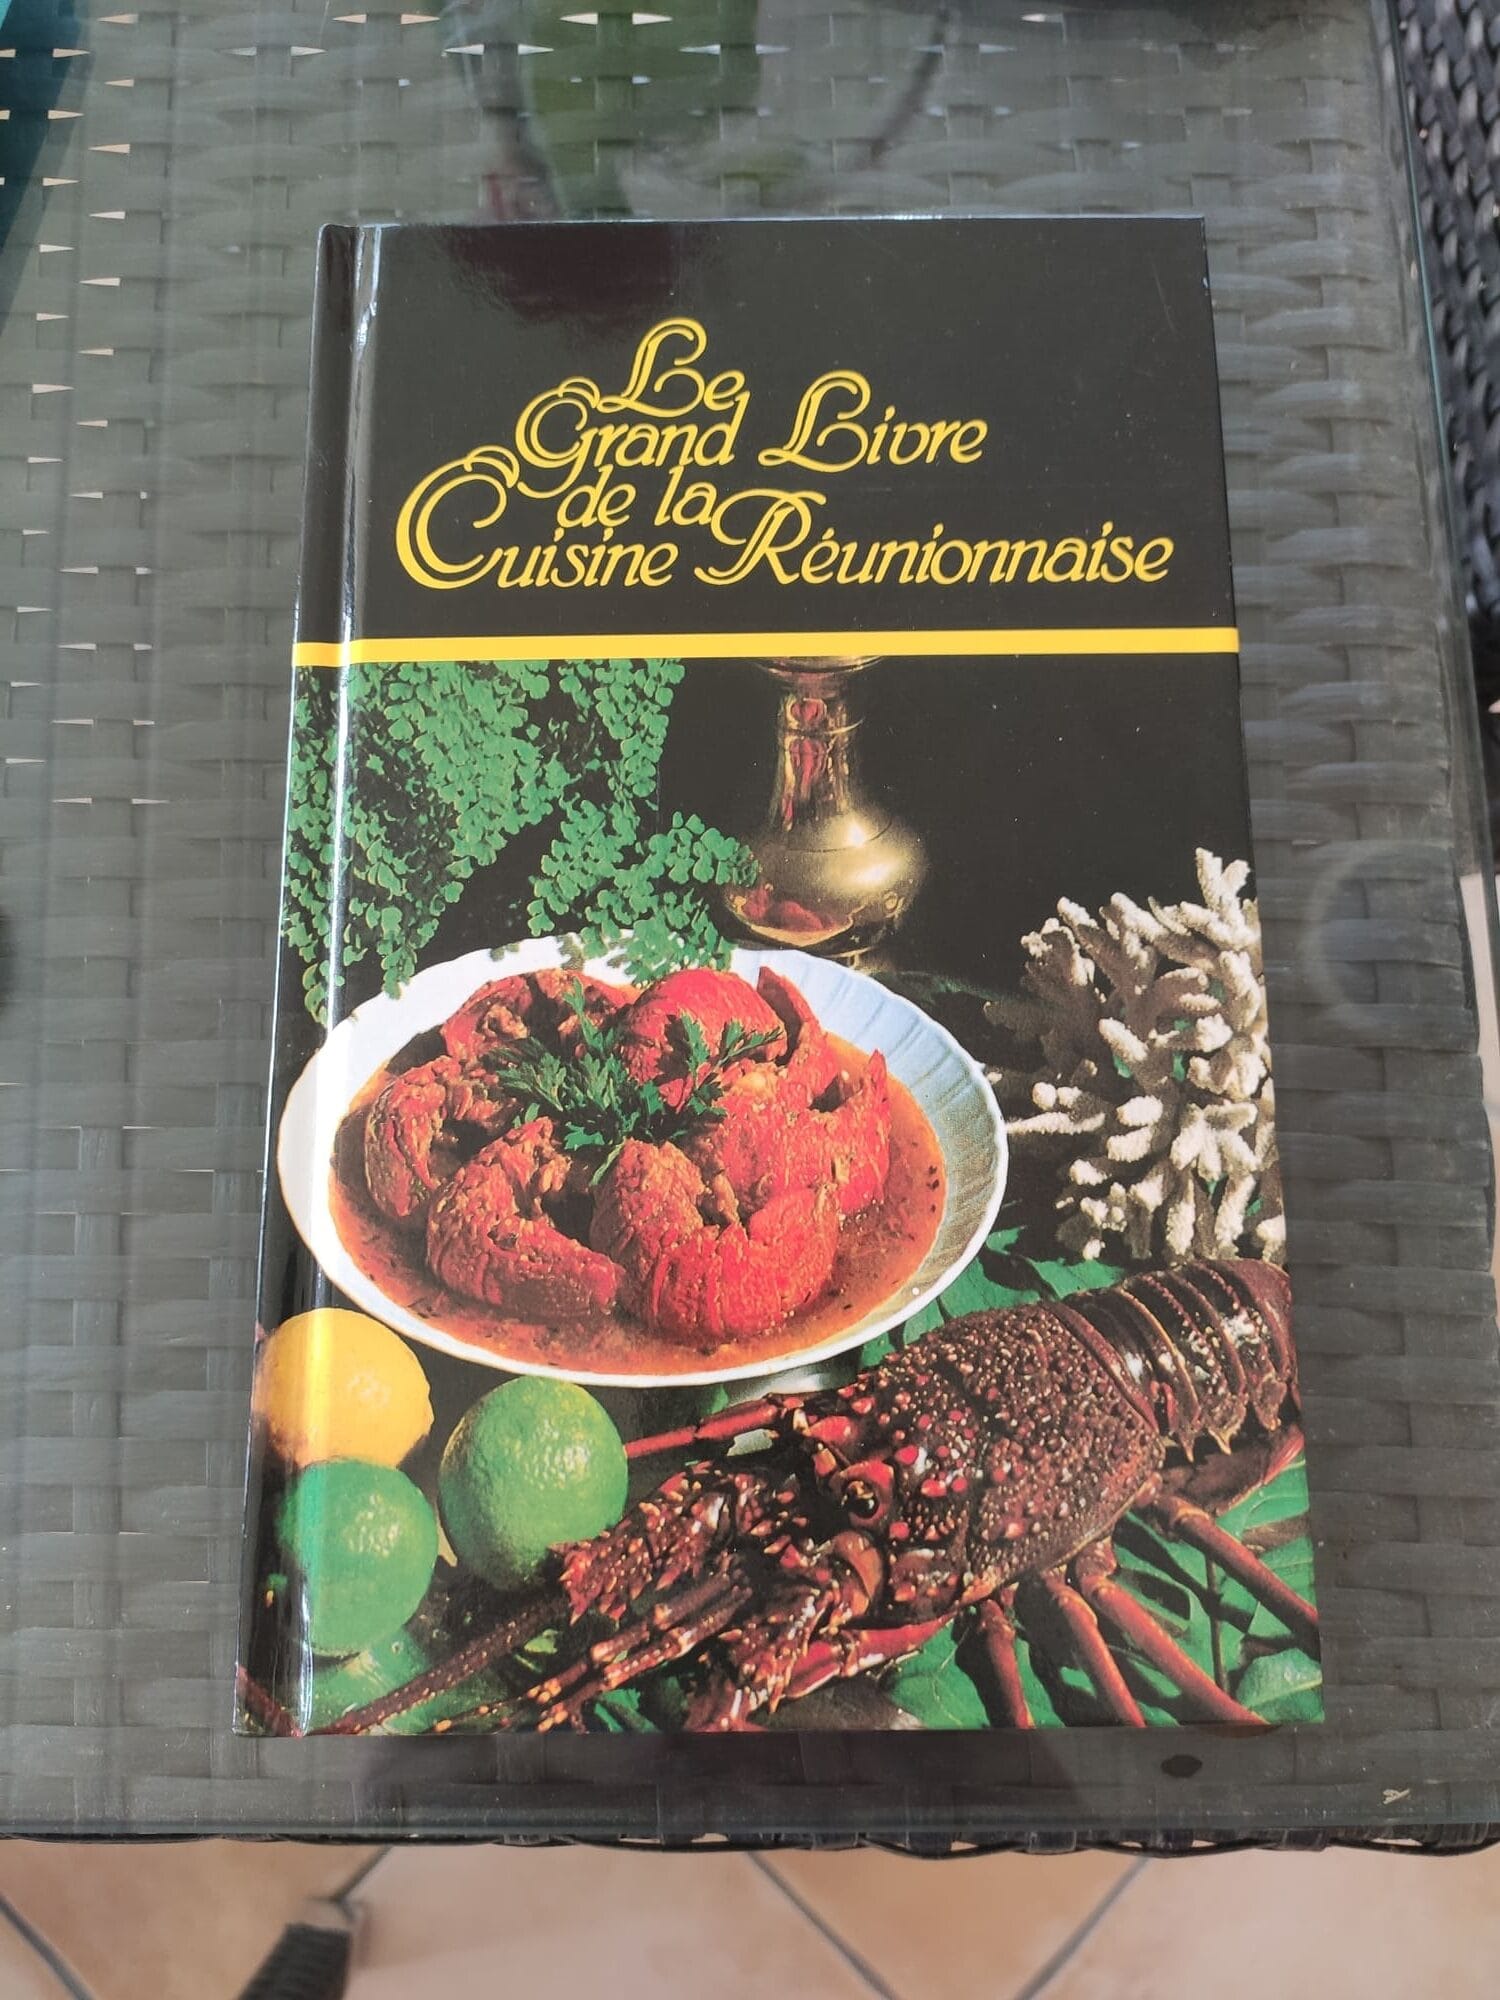 Le
Grand Livre
de la
Cuisine Réunionnaise